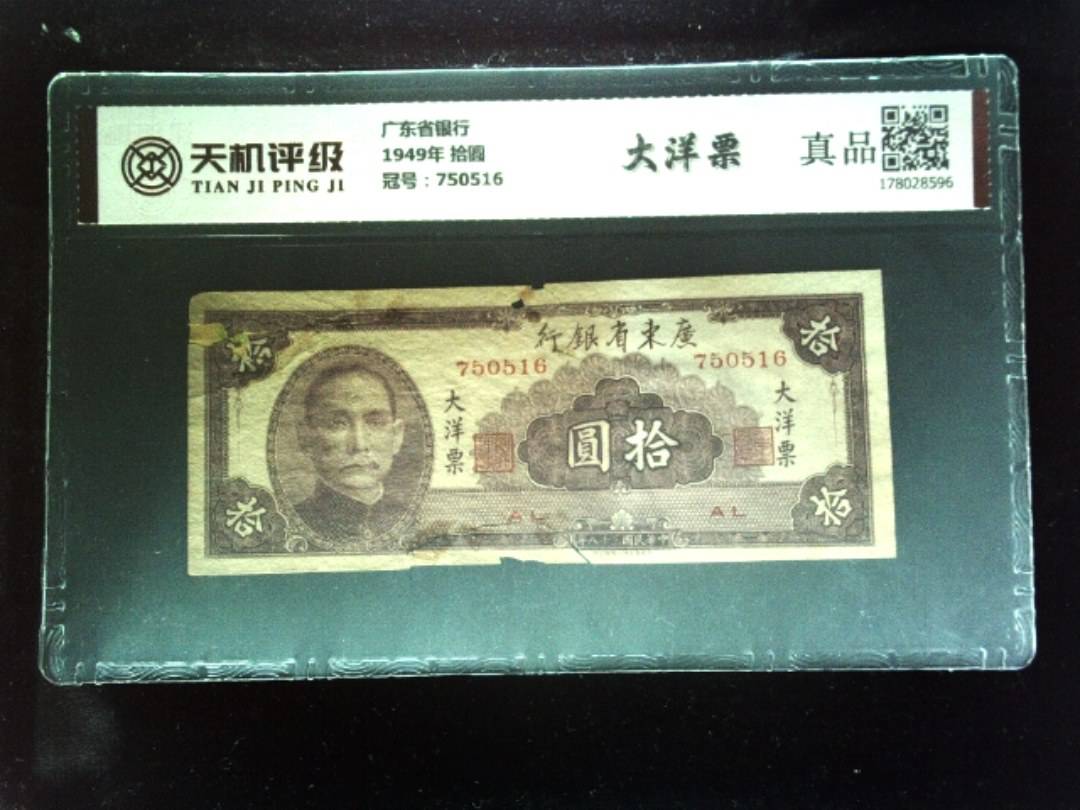 天机评级
TIAN JI PING JI
广东省银行
1949年 拾圆
冠号：750516
大洋票
真品
178028596
行銀省東廣
750516
750516
拾
拾
大洋票
大洋票
圓拾
拾
拾
AL
AL